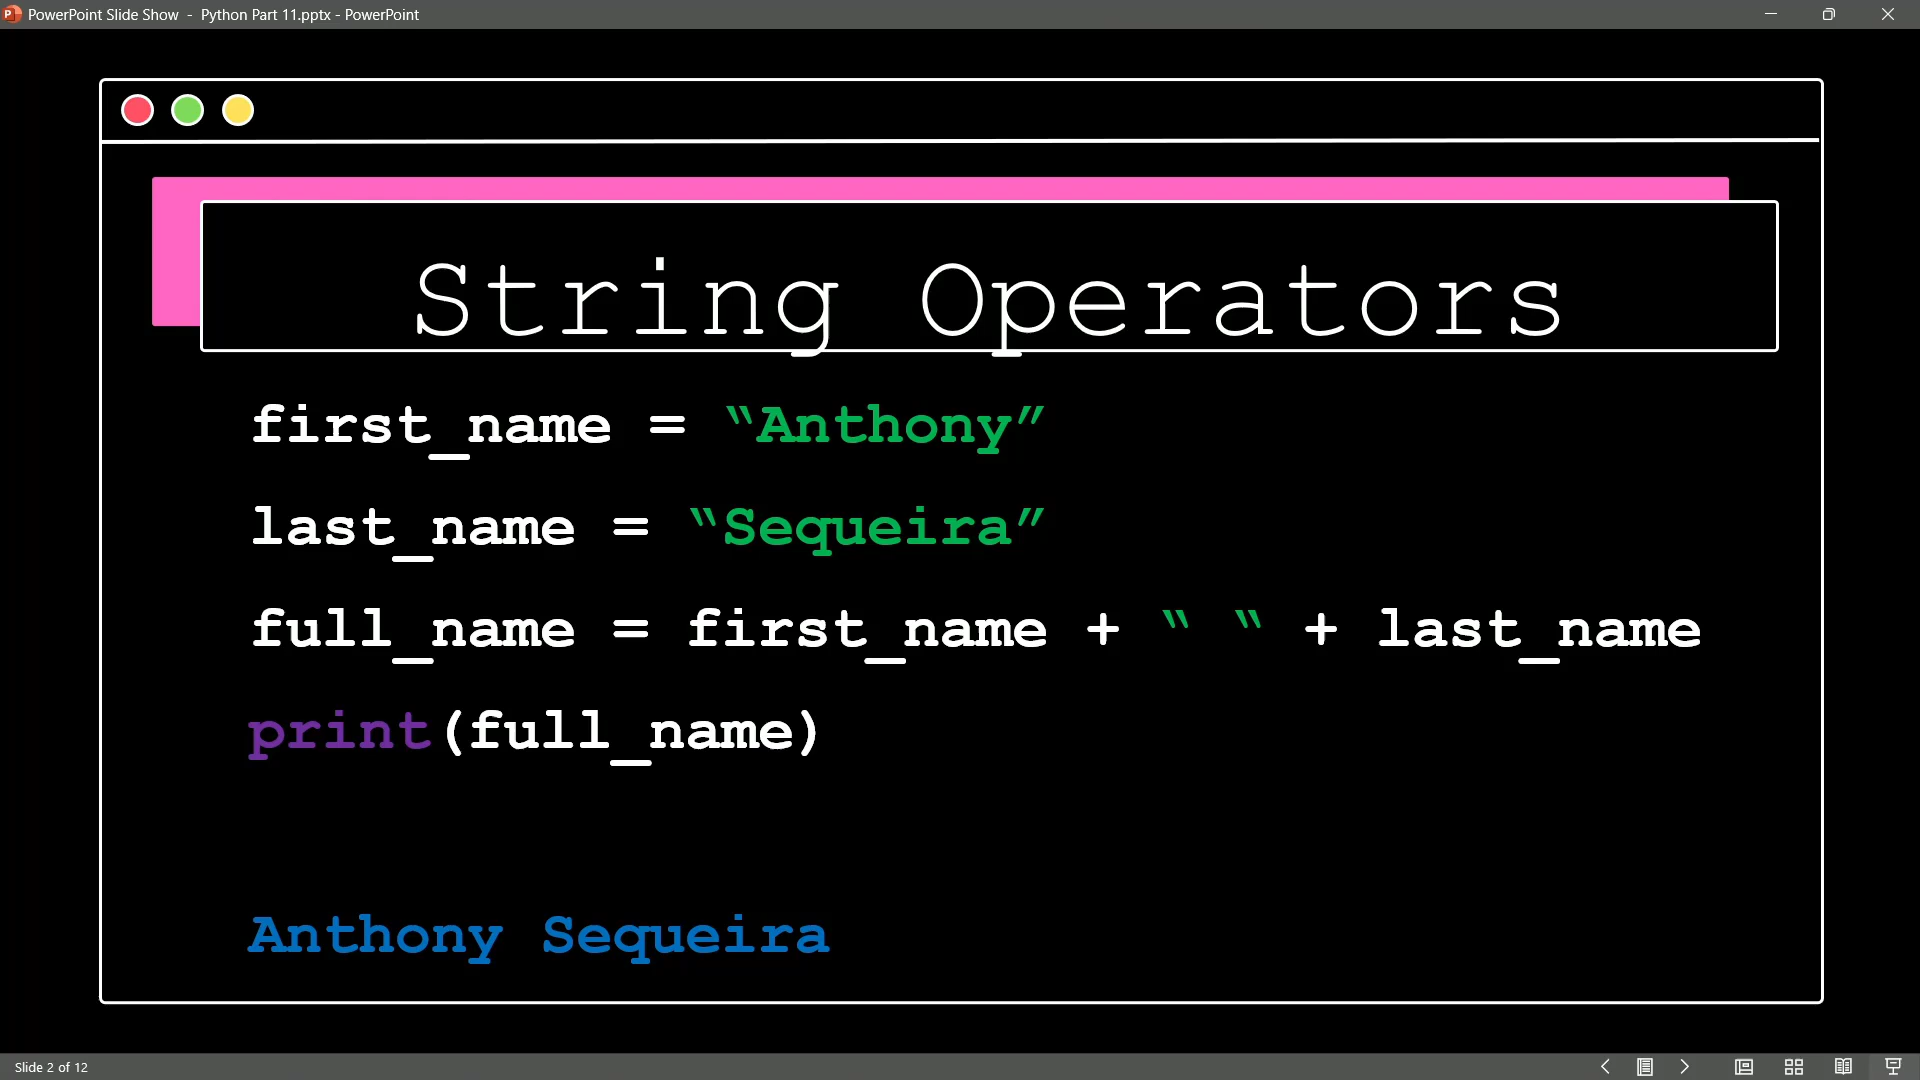 PowerPoint Slide Show - Python Part 11.pptx - PowerPoint
String Operators
first_name = “Anthony”
last_name = “Sequeira”
full_name = first_name + “ “ + last_name
print(full_name)
Anthony Sequeira
Slide 2 of 12